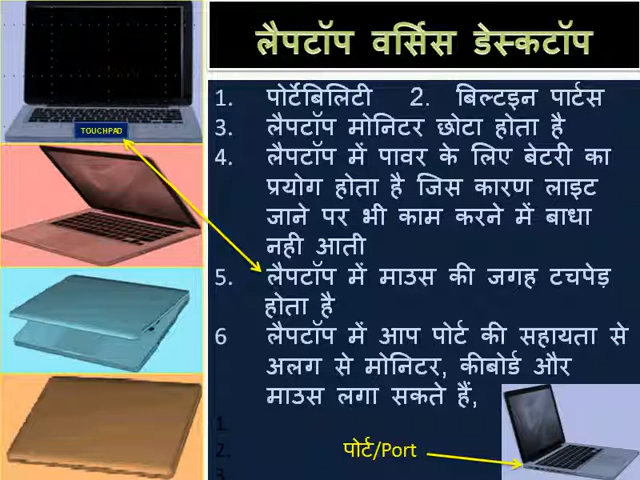 लैपटॉप वर्सिस डेस्कटॉप
TOUCHPAD
1. पोर्टेबिलिटी 2. बिल्टइन पार्टस
3. लैपटॉप मोनिटर छोटा होता है
4. लैपटॉप में पावर के लिए बेटरी का
प्रयोग होता है जिस कारण लाइट
जाने पर भी काम करने में बाधा
नही आती
5. लैपटॉप में माउस की जगह टचपेड़
होता है
6 लैपटॉप में आप पोर्ट की सहायता से
अलग से मोनिटर, कीबोर्ड और
माउस लगा सकते हैं,
1.
2.
3.
पोर्ट/Port